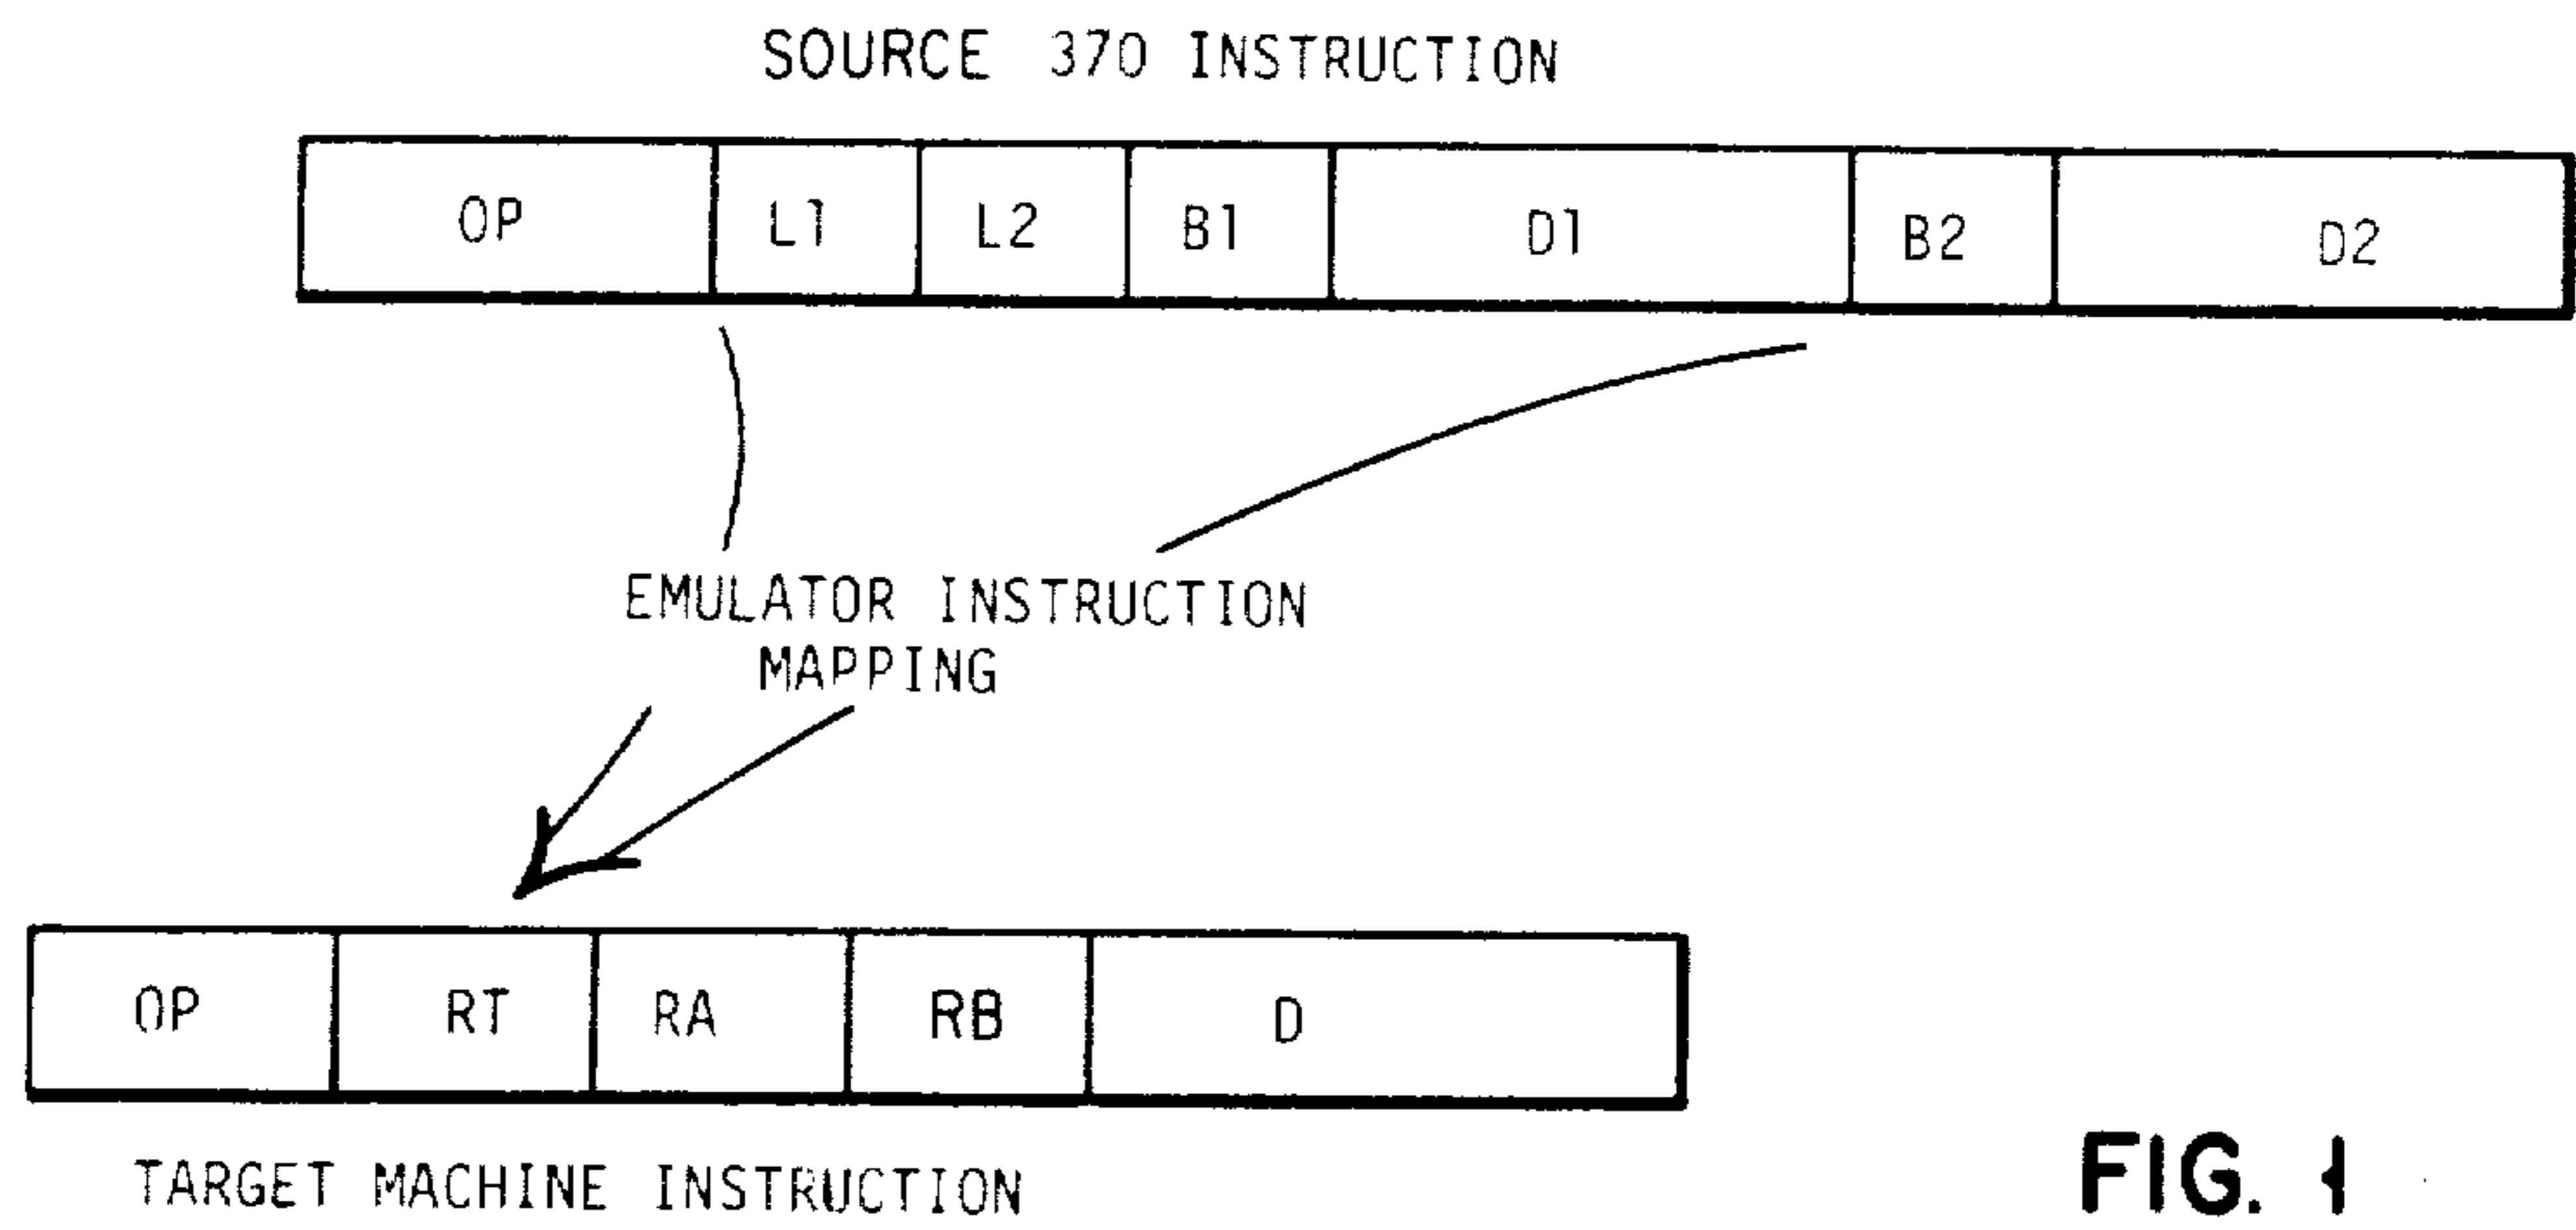 SOURCE 370 INSTRUCTION
OP L1 L2 B1 D1 B2 D2
EMULATOR INSTRUCTION
MAPPING
OP RT RA RB D
TARGET MACHINE INSTRUCTION
FIG. 1